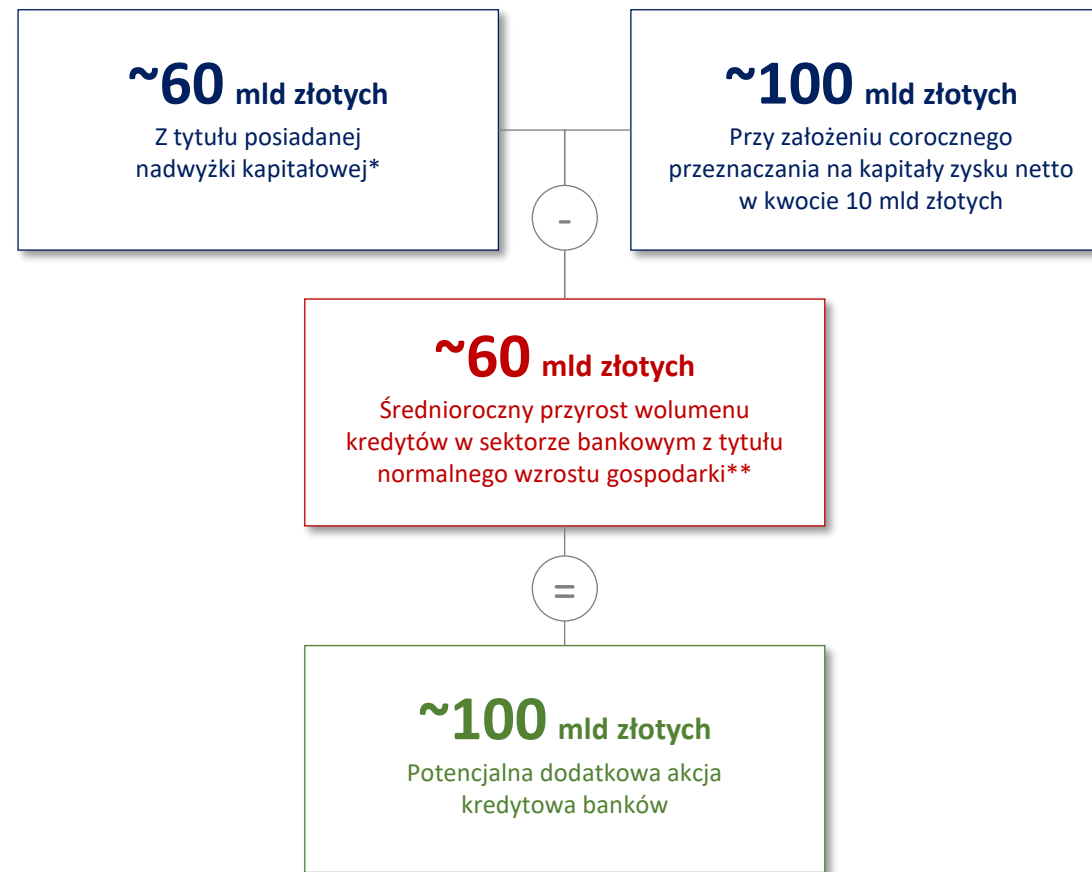 ~60 mld złotych
Z tytułu posiadanej
nadwyżki kapitałowej*
~100 mld złotych
Przy założeniu corocznego
przeznaczania na kapitały zysku netto
w kwocie 10 mld złotych
-
~60 mld złotych
Średnioroczny przyrost wolumenu
kredytów w sektorze bankowym z tytułu
normalnego wzrostu gospodarki**
=
~100 mld złotych
Potencjalna dodatkowa akcja
kredytowa banków